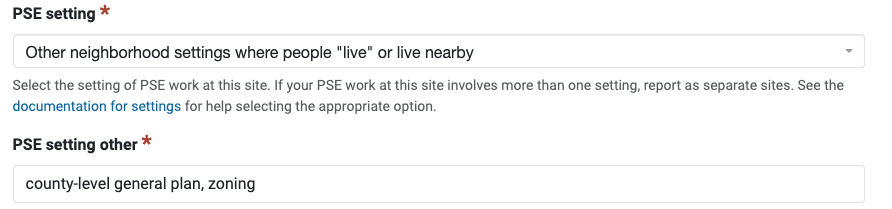 PSE setting *
Other neighborhood settings where people "live" or live nearby
Select the setting of PSE work at this site. If your PSE work at this site involves more than one setting, report as separate sites. See the
documentation for settings for help selecting the appropriate option.
PSE setting other *
county-level general plan, zoning